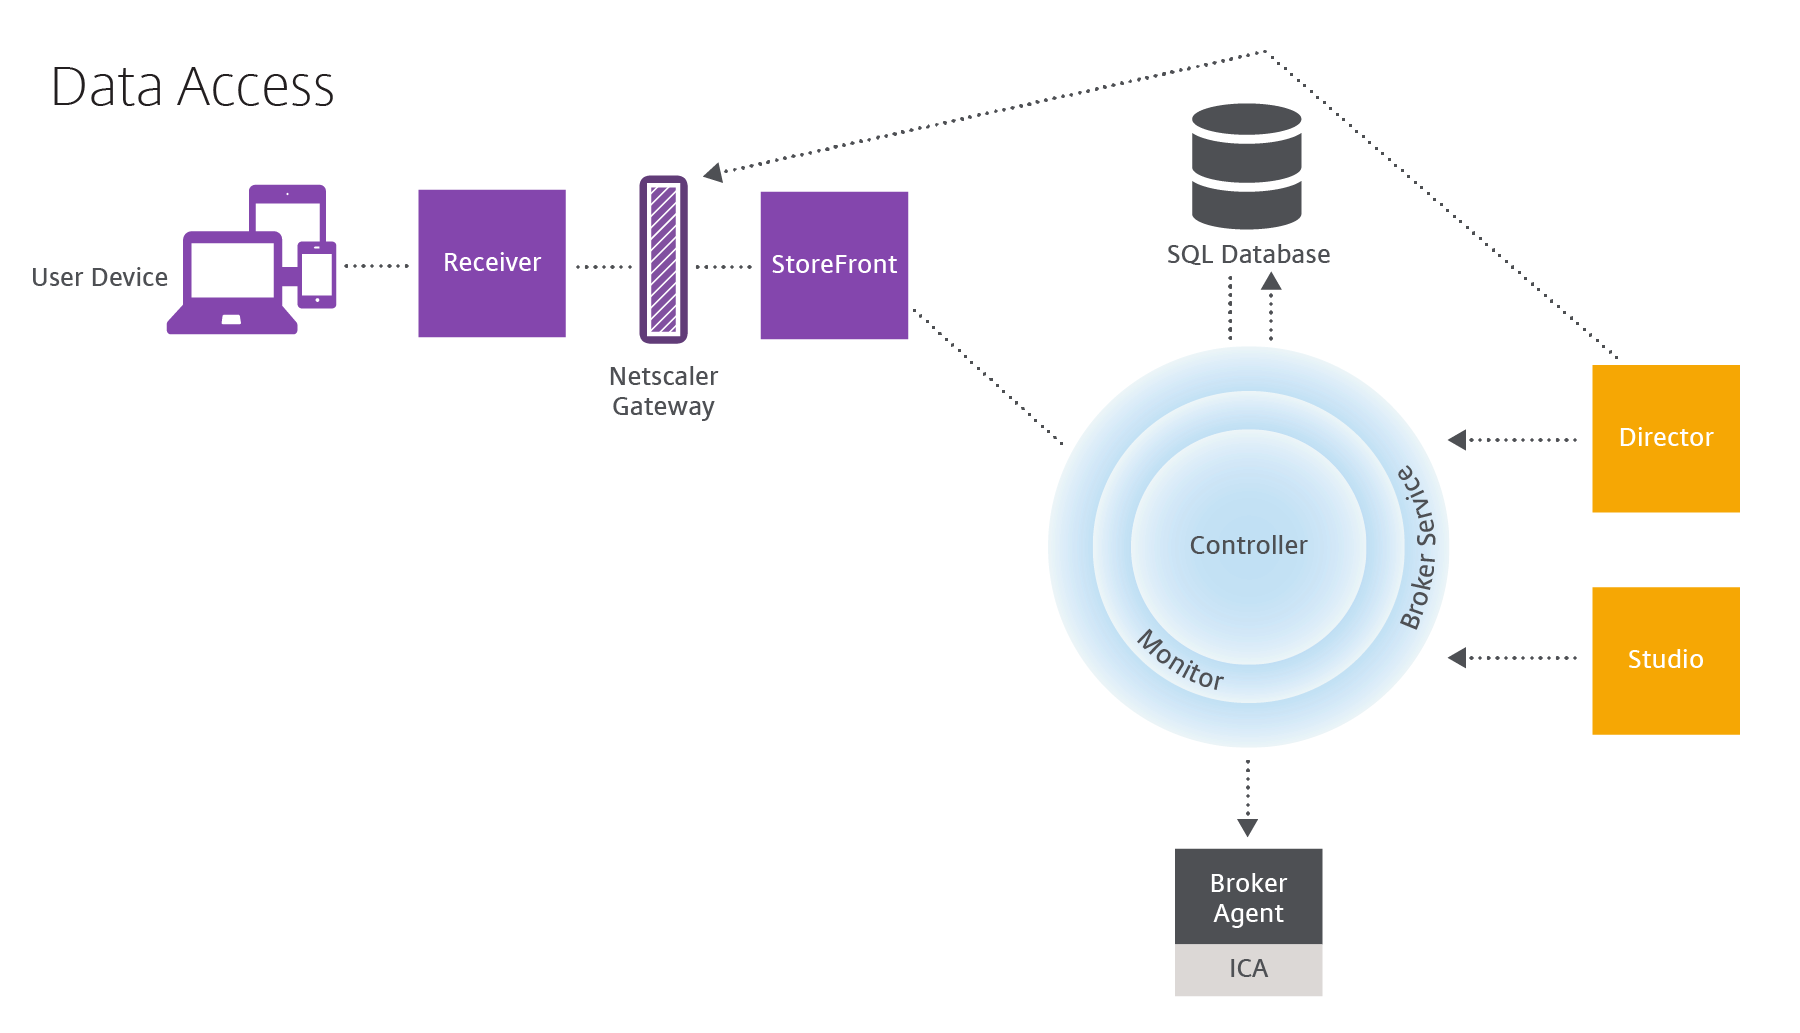 Data Access
User Device
Receiver
Netscaler
Gateway
StoreFront
SQL Database
Controller
Monitor
Broker Service
Director
Studio
Broker
Agent
ICA